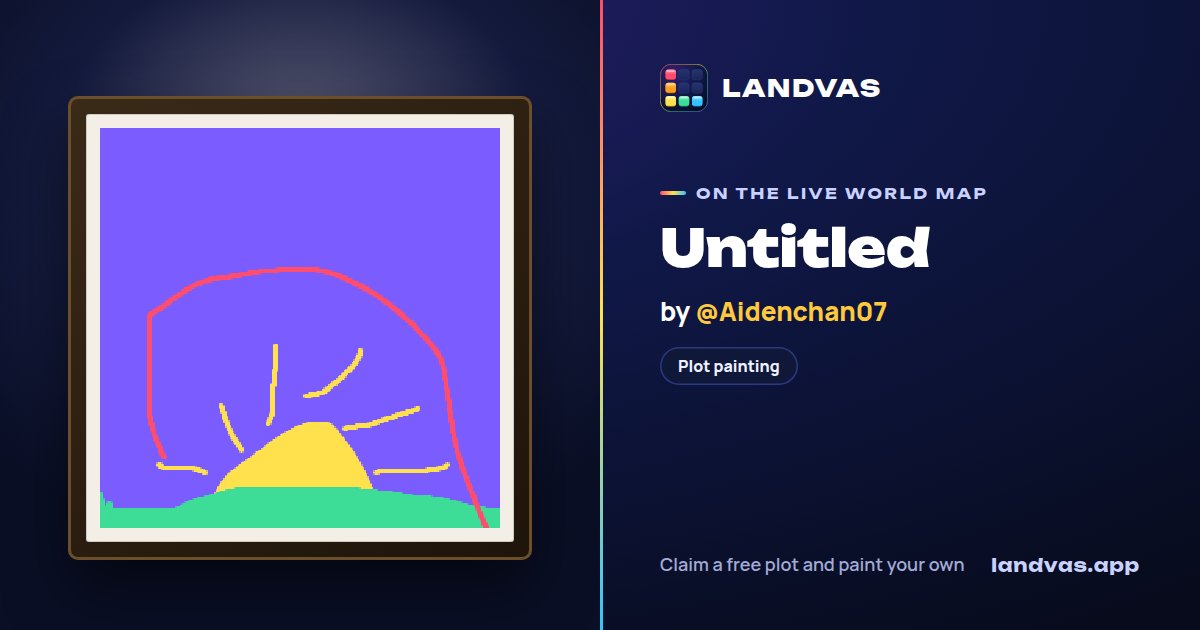 LANDVAS
ON THE LIVE WORLD MAP
Untitled
by @Aidenchan07
Plot painting
Claim a free plot and paint your own landvas.app